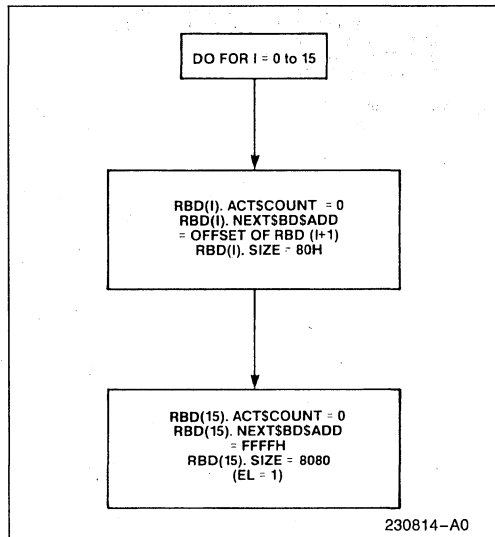 DO FOR I = 0 to 15
RBD(I). ACT$COUNT = 0
RBD(I). NEXT$BD$ADD
= OFFSET OF RBD (I+1)
RBD(I). SIZE = 80H
RBD(15). ACT$COUNT = 0
RBD(15). NEXT$BD$ADD
= FFFFH
RBD(15). SIZE = 8080
(EL = 1)
230814-A0